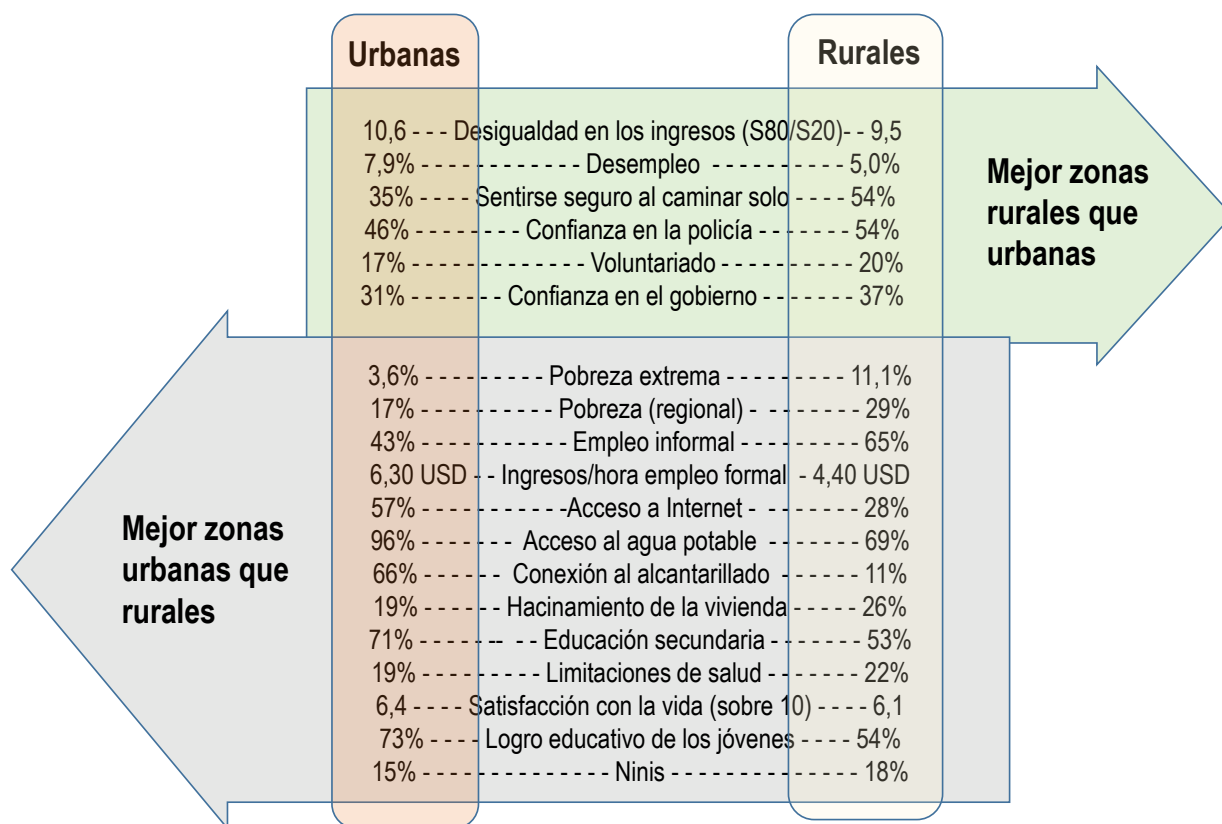 Urbanas
Rurales
10,6 - - - Desigualdad en los ingresos (S80/S20)- - 9,5
7,9% - - - - - - - - - - - - Desempleo - - - - - - - - - - - 5,0%
35% - - - - Sentirse seguro al caminar solo - - - - 54%
46% - - - - - - - - Confianza en la policía - - - - - - - - 54%
17% - - - - - - - - - - - - - Voluntariado - - - - - - - - - - 20%
31% - - - - - - - Confianza en el gobierno - - - - - - - 37%
Mejor zonas
rurales que
urbanas
3,6% - - - - - - - - - Pobreza extrema - - - - - - - - - - 11,1%
17% - - - - - - - - - - Pobreza (regional) - - - - - - - - 29%
43% - - - - - - - - - - Empleo informal - - - - - - - - - 65%
6,30 USD - - Ingresos/hora empleo formal - 4,40 USD
57% - - - - - - - - - - - -Acceso a Internet - - - - - - - - 28%
96% - - - - - - - - Acceso al agua potable - - - - - - - 69%
66% - - - - - - Conexión al alcantarillado - - - - - - 11%
19% - - - - - - Hacinamiento de la vivienda - - - - - 26%
71% - - - - - -- - - Educación secundaria - - - - - - - 53%
19% - - - - - - - - - Limitaciones de salud - - - - - - - 22%
6,4 - - - Satisfacción con la vida (sobre 10) - - - - 6,1
73% - - - - Logro educativo de los jóvenes - - - - 54%
15% - - - - - - - - - - - - - - Ninis - - - - - - - - - - - - - - 18%
Mejor zonas
urbanas que
rurales